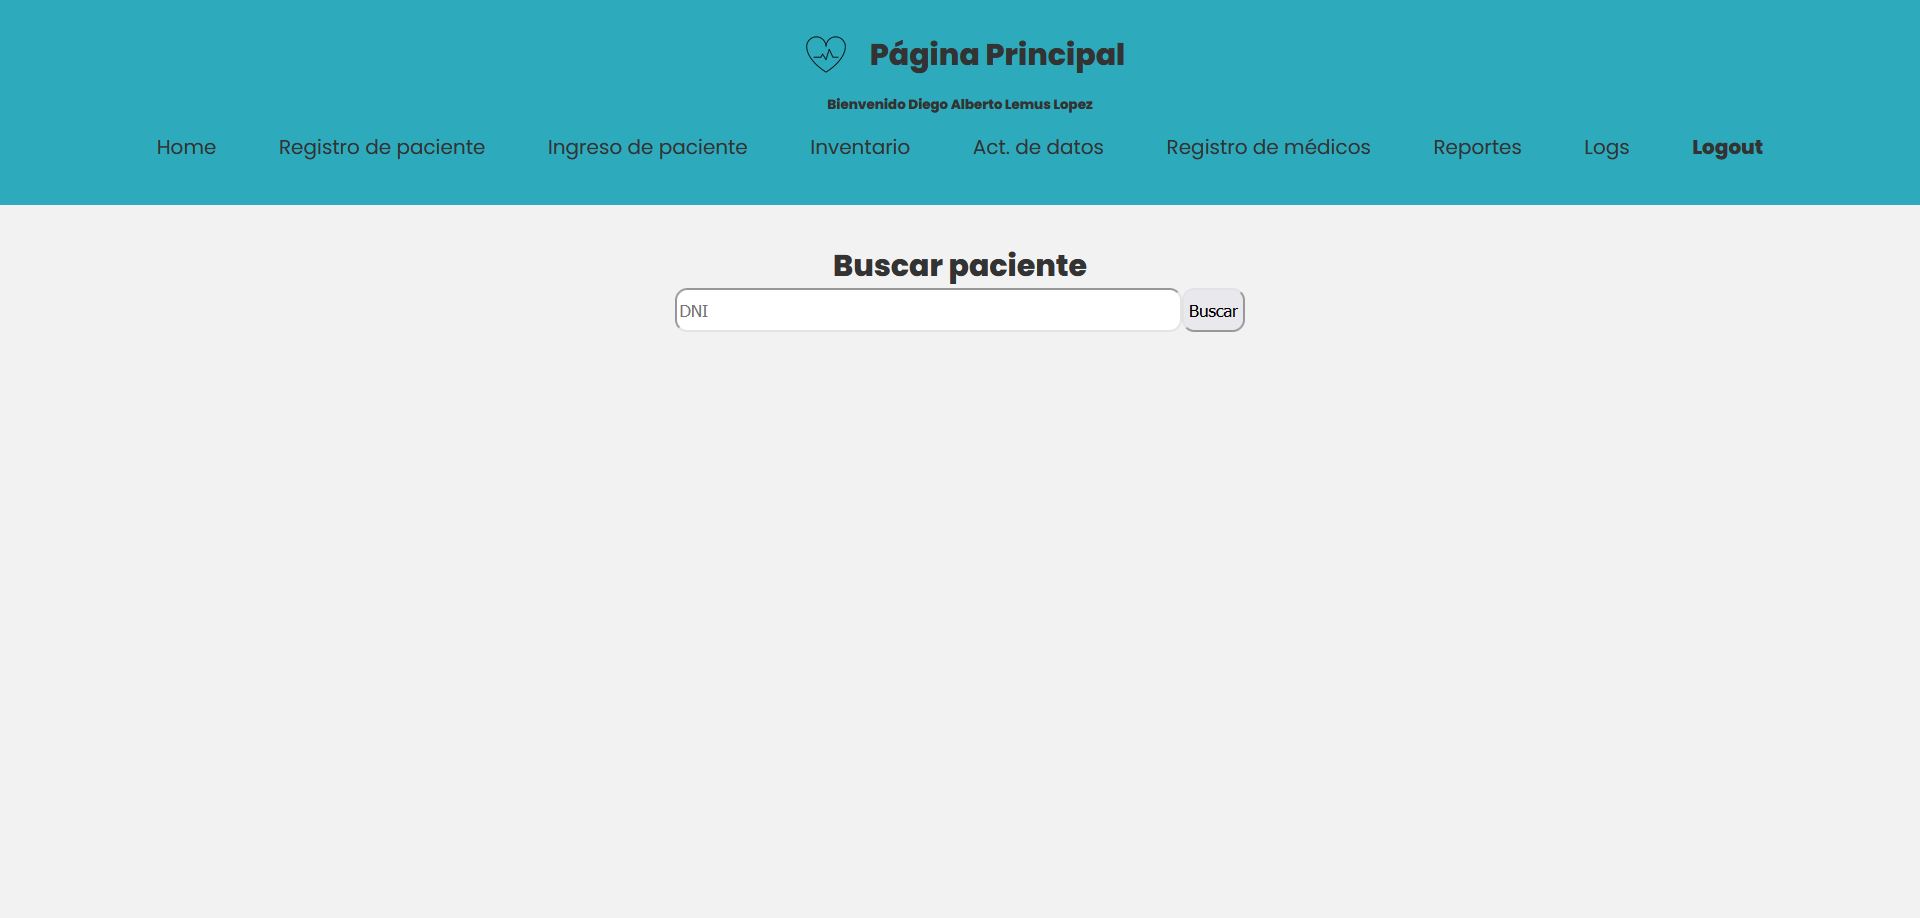 Página Principal
Bienvenido Diego Alberto Lemus Lopez
Home Registro de paciente Ingreso de paciente Inventario Act. de datos Registro de médicos Reportes Logs Logout
Buscar paciente
DNI Buscar